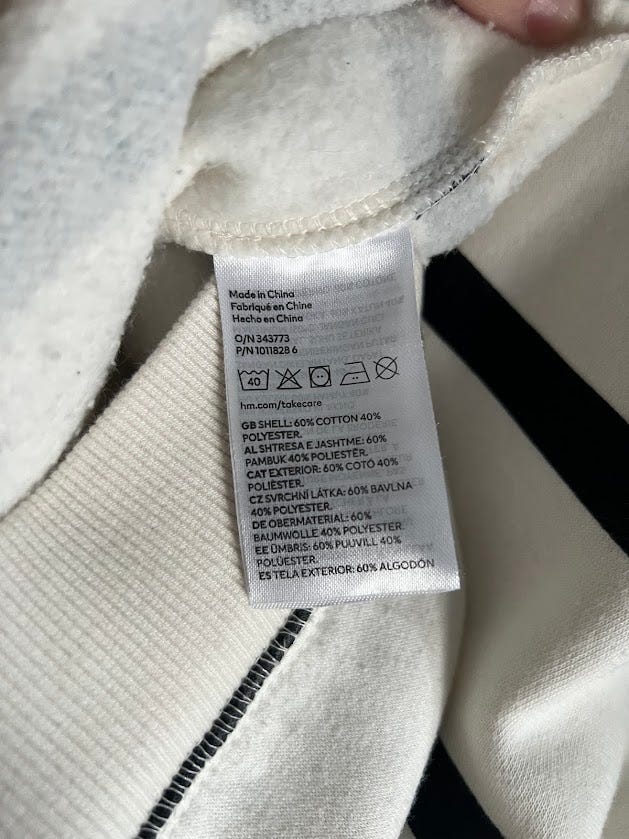 Made in China
Fabriqué en Chine
Hecho en China
O/N 343773
P/N 1011828 6
40
hm.com/takecare
GB SHELL: 60% COTTON 40%
POLYESTER.
AL SHTRESA E JASHTME: 60%
PAMBUK 40% POLIESTËR.
CAT EXTERIOR: 60% COTÓ 40%
POLIÈSTER.
CZ SVRCHNÍ LÁTKA: 60% BAVLNA
40% POLYESTER.
DE OBERMATERIAL: 60%
BAUMWOLLE 40% POLYESTER.
EE ÜMBRIS: 60% PUUVILL 40%
POLÜESTER.
ES TELA EXTERIOR: 60% ALGODÓN